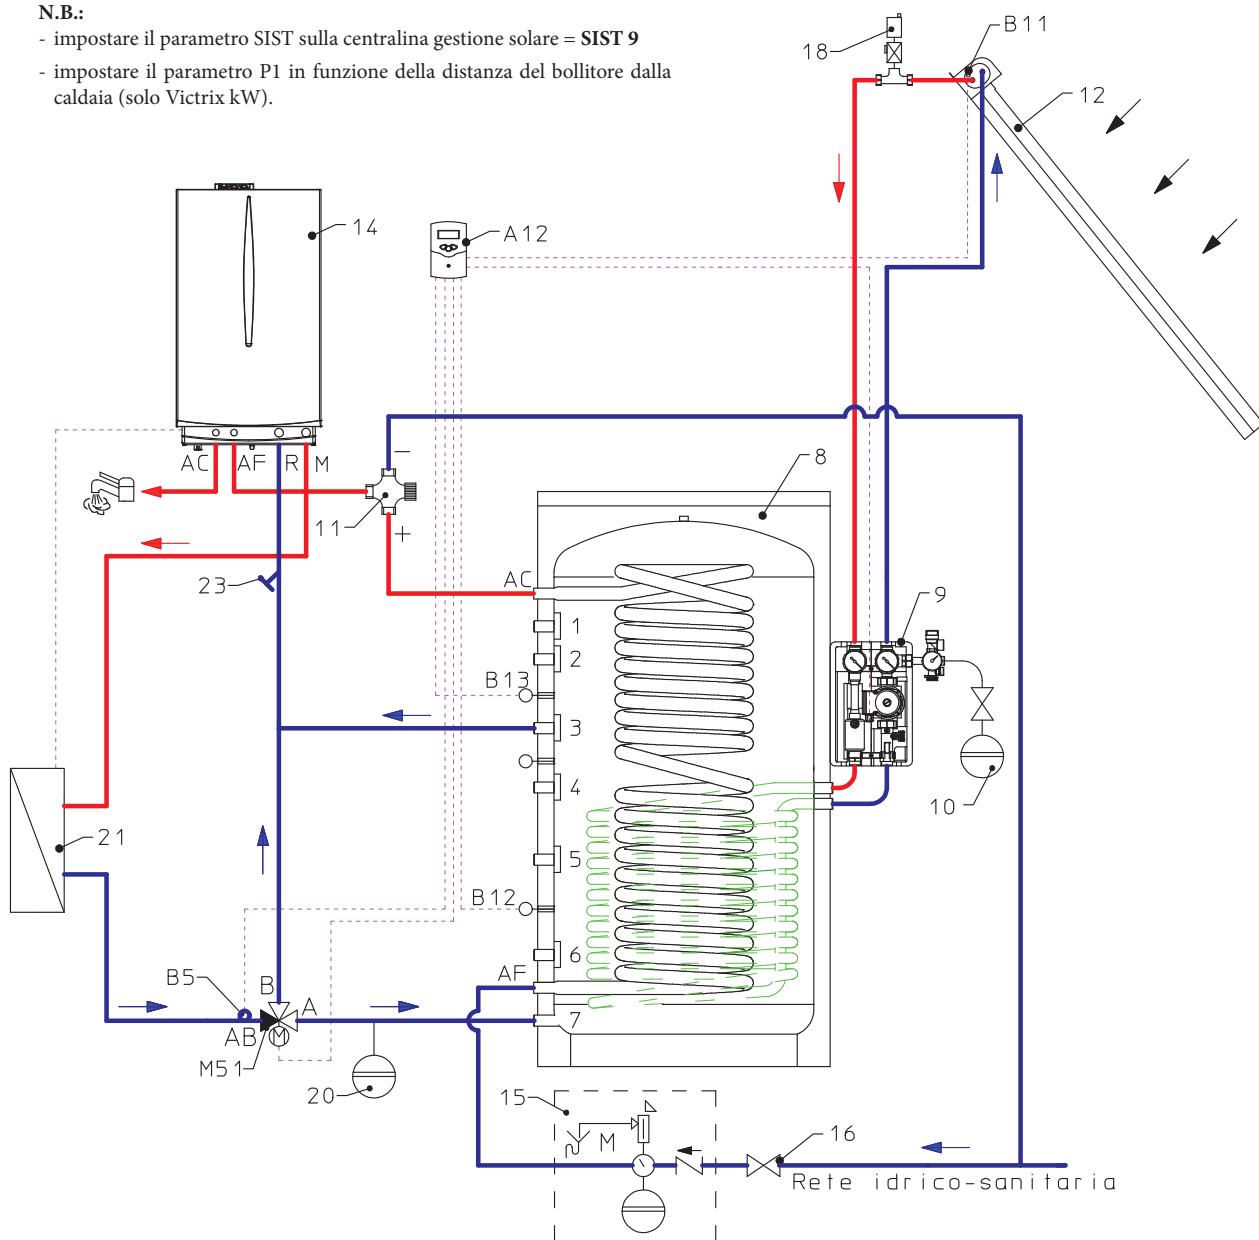 N.B.:
- impostare il parametro SIST sulla centralina gestione solare = SIST 9
- impostare il parametro P1 in funzione della distanza del bollitore dalla
caldaia (solo Victrix kW).
18
B11
12
14
A12
AC AF R M
-
11
+
8
23
AC
1
2
B13
3
4
9
10
21
5
B12
6
B5
B
A
AF
AB
M
7
M51
20
15
M
16
Rete idrico-sanitaria